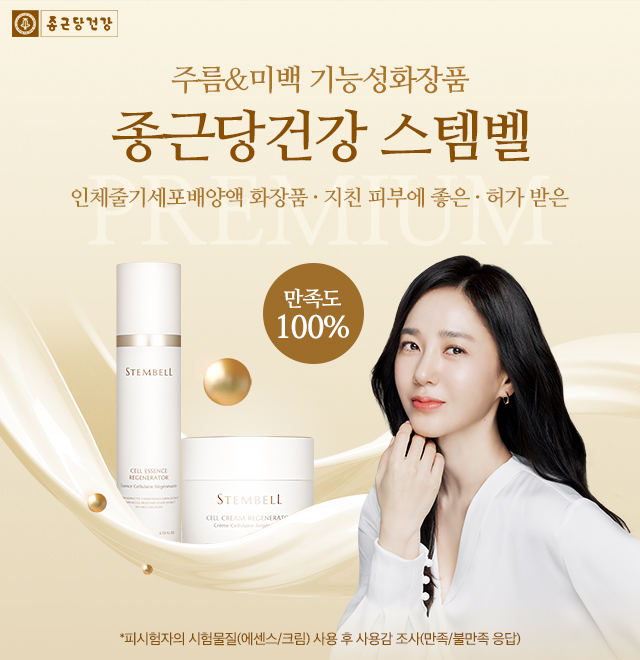 종근당건강
주름&미백 기능성화장품
종근당건강 스템벨
인체줄기세포배양액 화장품 · 지친 피부에 좋은 · 허가 받은
PREMIUM
만족도
100%
STEMBELL
CELL ESSENCE
REGENERATOR
STEMBELL
CELL CREAM REGENERATO
*피시험자의 시험물질(에센스/크림) 사용 후 사용감 조사(만족/불만족 응답)